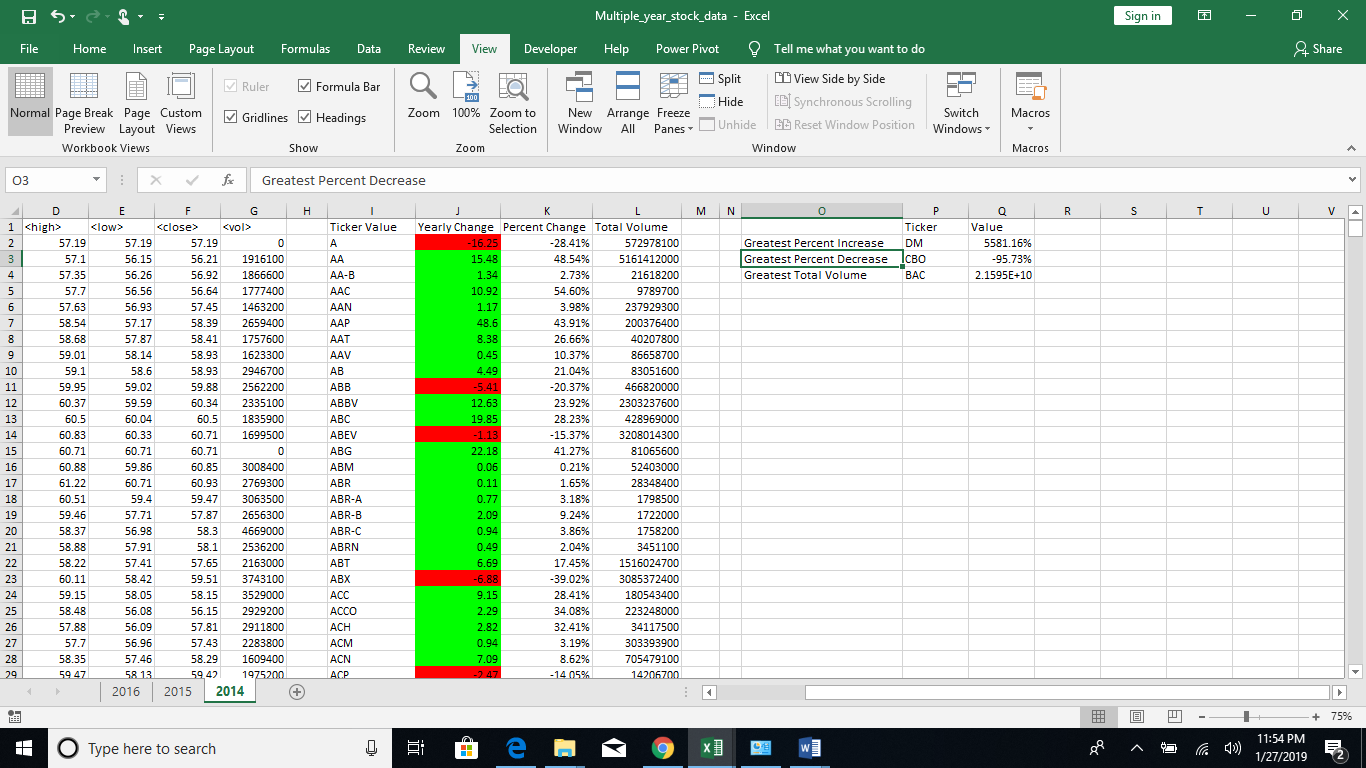 Multiple_year_stock_data - Excel
Sign in
File Home Insert Page Layout Formulas Data Review View Developer Help Power Pivot Tell me what you want to do Share
Normal Page Break Preview Page Layout Custom Views
Workbook Views
Ruler Formula Bar
Gridlines Headings
Show
Zoom 100% Zoom to Selection
Zoom
New Window Arrange All Freeze Panes
Split
Hide
Unhide
View Side by Side
Synchronous Scrolling
Reset Window Position
Switch Windows
Window
Macros
Macros
O3 fx Greatest Percent Decrease
D E F G H I J K L M N O P Q R S T U V
1 <high> <low> <close> <vol> Ticker Value Yearly Change Percent Change Total Volume Ticker Value
2 57.19 57.19 57.19 0 A -16.25 -28.41% 572978100 Greatest Percent Increase DM 5581.16%
3 57.1 56.15 56.21 1916100 AA 15.48 48.54% 5161412000 Greatest Percent Decrease CBO -95.73%
4 57.35 56.26 56.92 1866600 AA-B 1.34 2.73% 21618200 Greatest Total Volume BAC 2.1595E+10
5 57.7 56.56 56.64 1777400 AAC 10.92 54.60% 9789700
6 57.63 56.93 57.45 1463200 AAN 1.17 3.98% 237929300
7 58.54 57.17 58.39 2659400 AAP 48.6 43.91% 200376400
8 58.68 57.87 58.41 1757600 AAT 8.38 26.66% 40207800
9 59.01 58.14 58.93 1623300 AAV 0.45 10.37% 86658700
10 59.1 58.6 58.93 2946700 AB 4.49 21.04% 83051600
11 59.95 59.02 59.88 2562200 ABB -5.41 -20.37% 466820000
12 60.37 59.59 60.34 2335100 ABBV 12.63 23.92% 2303237600
13 60.5 60.04 60.5 1835900 ABC 19.85 28.23% 428969000
14 60.83 60.33 60.71 1699500 ABEV -1.13 -15.37% 3208014300
15 60.71 60.71 60.71 0 ABG 22.18 41.27% 81065600
16 60.88 59.86 60.85 3008400 ABM 0.06 0.21% 52403000
17 61.22 60.71 60.93 2769300 ABR 0.11 1.65% 28348400
18 60.51 59.4 59.47 3063500 ABR-A 0.77 3.18% 1798500
19 59.46 57.71 57.87 2656300 ABR-B 2.09 9.24% 1722000
20 58.37 56.98 58.3 4669000 ABR-C 0.94 3.86% 1758200
21 58.88 57.91 58.1 2536200 ABRN 0.49 2.04% 3451100
22 58.22 57.41 57.65 2163000 ABT 6.69 17.45% 1516024700
23 60.11 58.42 59.51 3743100 ABX -6.88 -39.02% 3085372400
24 59.15 58.05 58.15 3529000 ACC 9.15 28.41% 180543400
25 58.48 56.08 56.15 2929200 ACCO 2.29 34.08% 223248000
26 57.88 56.09 57.81 2911800 ACH 2.82 32.41% 34117500
27 57.7 56.96 57.43 2283800 ACM 0.94 3.19% 303393900
28 58.35 57.46 58.29 1609400 ACN 7.09 8.62% 705479100
29 59.47 58.13 59.42 1975200 ACP -2.47 -14.05% 14206700
2016 2015 2014
75%
Type here to search
11:54 PM
1/27/2019
2